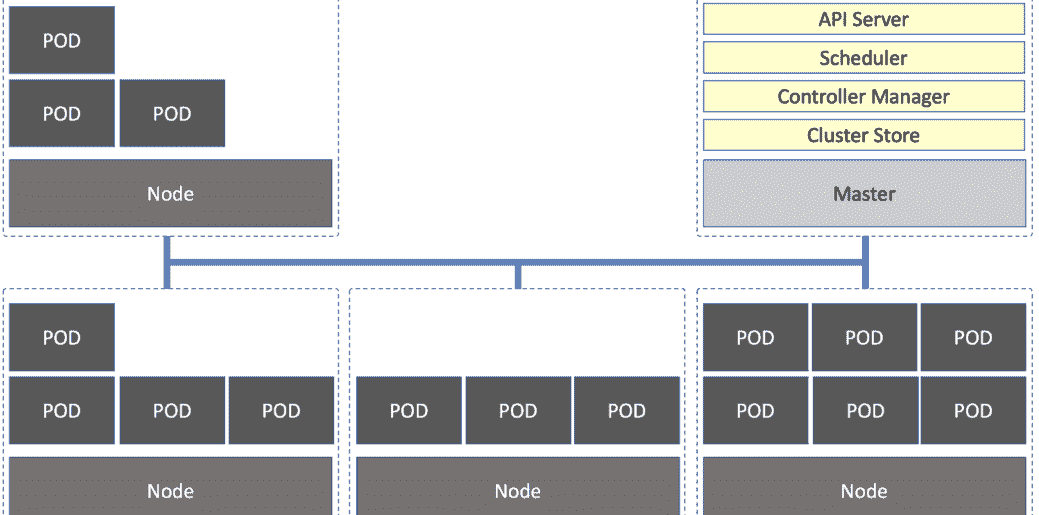 POD
POD POD
Node
API Server
Scheduler
Controller Manager
Cluster Store
Master
POD
POD POD POD
Node
POD POD POD
Node
POD POD POD
POD POD POD
Node